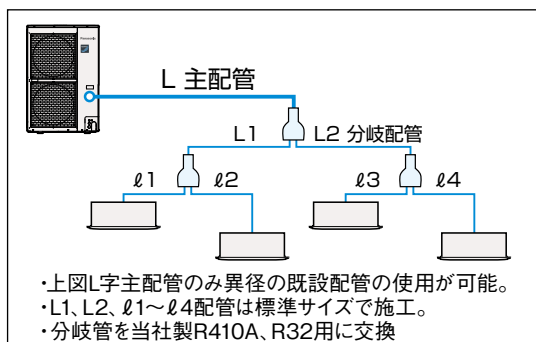 Panasonic
L 主配管
L1 L2 分岐配管
ℓ1 ℓ2 ℓ3 ℓ4
・上図L字主配管のみ異径の既設配管の使用が可能。
・L1、L2、ℓ1～ℓ4配管は標準サイズで施工。
・分岐管を当社製R410A、R32用に交換